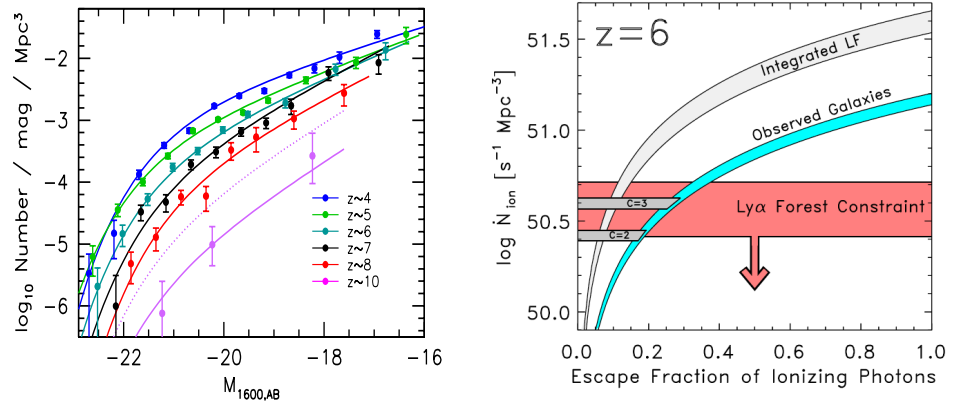 log₁₀ Number / mag / Mpc³
-2
-3
-4
-5
-6
z~4
z~5
z~6
z~7
z~8
z~10
-22 -20 -18 -16
M₁₆₀₀,AB
z=6
log Ṅion [ s⁻¹ Mpc⁻³]
51.5
51.0
50.5
50.0
Integrated LF
Observed Galaxies
C=3
Lyα Forest Constraint
C=2
0.0 0.2 0.4 0.6 0.8 1.0
Escape Fraction of Ionizing Photons